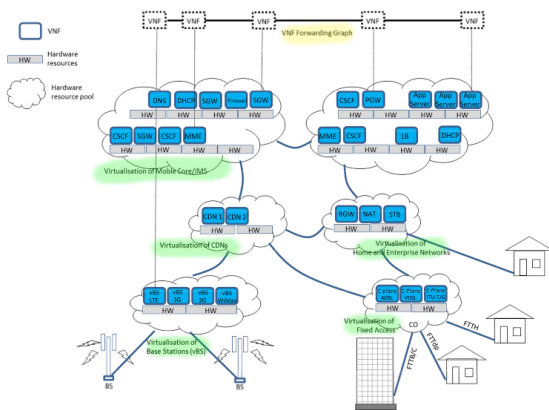 VNF VNF VNF VNF VNF
VNF Forwarding Graph
VNF
HW Hardware
resources
Hardware
resource pool
DNS DHCP SGW Firewall SGW
HW HW HW HW
CSCF SGW CSCF MME
HW HW HW HW
Virtualisation of Moble Core/IMS
CSCF PGW App
Server App
Server App
Server
HW HW HW HW
MME CSCF LB DHCP
HW HW HW HW
CDN 1 CDN 2
HW HW
Virtualisation of CDNs
RGW NAT STB
HW HW
Virtualisation of
Home and Enterprise Networks
vBS
LTE vBS
3G vBS
2G vBS
WiMax
HW HW
Virtualisation of
Base Stations (vBS)
BS BS
C plane
ADSL C Plane
VDSL C Plane
ITU-T/G
HW HW
Virtualisation of
Fixed Access
CO
FTTH
FTTdp
FTTB/C